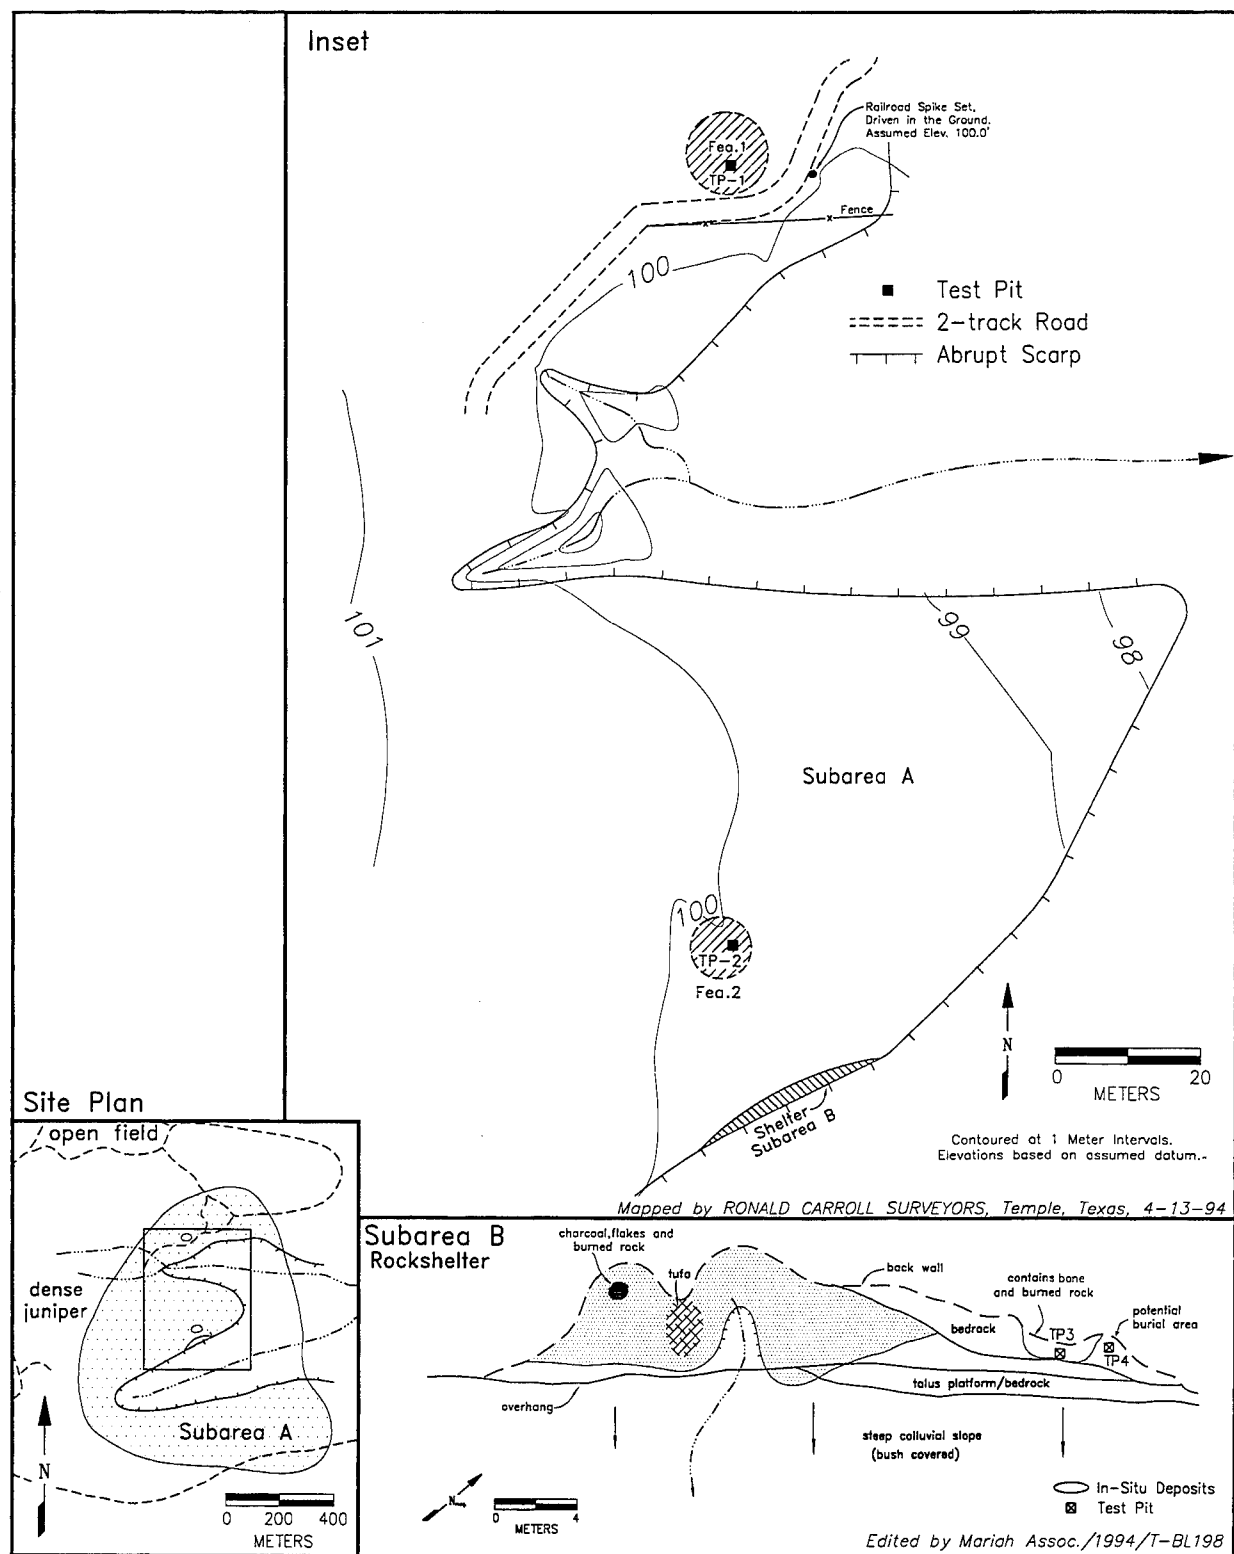 Inset
Railroad Spike Set.
Driven in the Ground.
Assumed Elev. 100.0'
Fea.1
TP-1
Fence
100
Test Pit
2-track Road
Abrupt Scarp
101
99
98
Subarea A
100
TP-2
Fea.2
N
0 20
METERS
Shelter
Subarea B
Contoured at 1 Meter Intervals.
Elevations based on assumed datum.
Mapped by RONALD CARROLL SURVEYORS, Temple, Texas, 4-13-94
Site Plan
open field
dense
juniper
Subarea A
N
0 200 400
METERS
Subarea B
Rockshelter
charcoal,flakes and
burned rock
tufa
back wall
contains bone
and burned rock
potential
burial area
TP3
TP4
bedrock
talus platform/bedrock
overhang
steep colluvial slope
(bush covered)
N
0 4
METERS
In-Situ Deposits
Test Pit
Edited by Mariah Assoc./1994/T-BL198